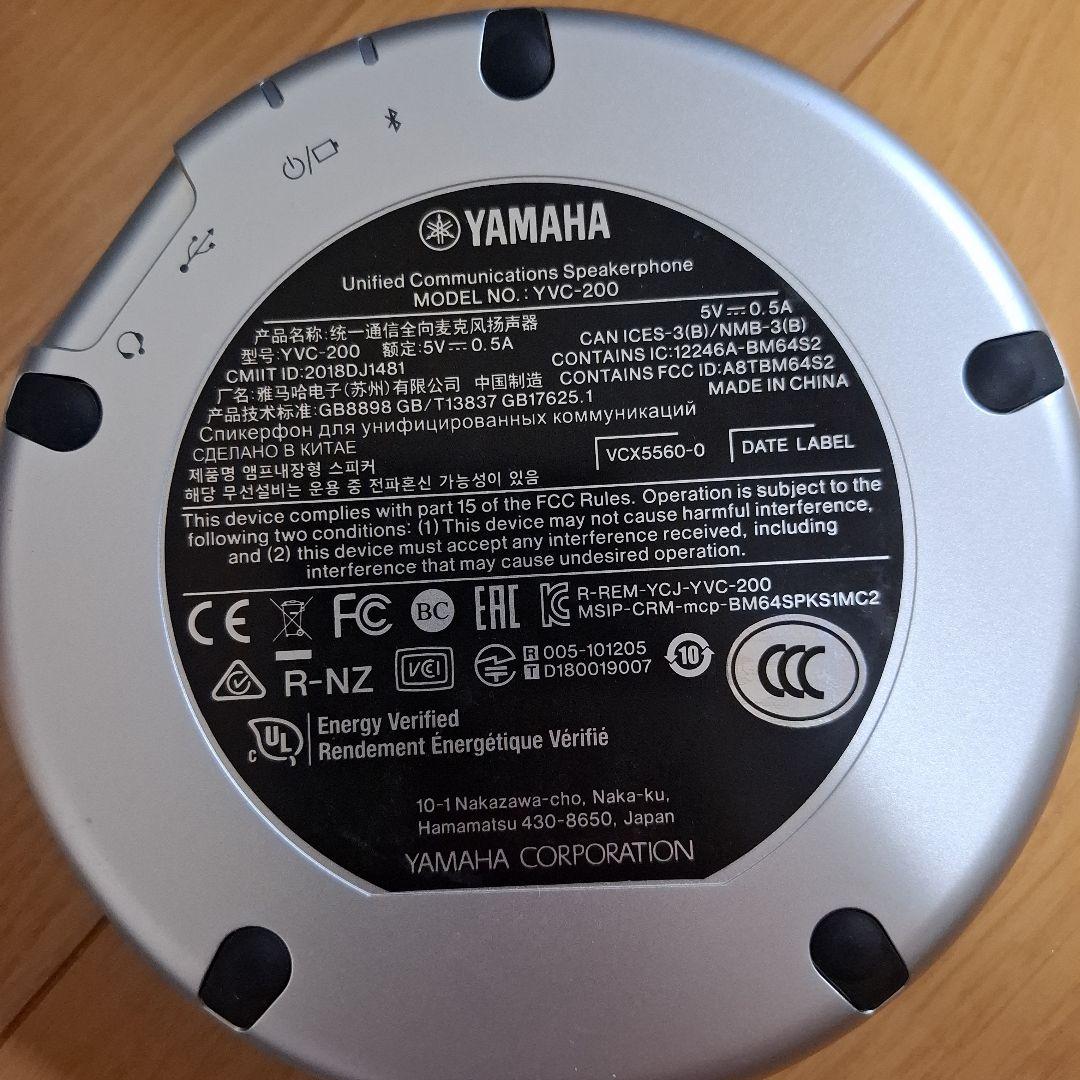 YAMAHA
Unified Communications Speakerphone
MODEL NO.: YVC-200
5V 0.5A
产品名称:统一通信全向麦克风扬声器
CAN ICES-3(B)/NMB-3(B)
型号:YVC-200 额定:5V 0.5A
CONTAINS IC:12246A-BM64S2
CMIIT ID:2018DJ1481
CONTAINS FCC ID:A8TBM64S2
厂名:雅马哈电子(苏州)有限公司 中国制造
MADE IN CHINA
产品技术标准:GB8898 GB/T13837 GB17625.1
Спикерфон для унифицированных коммуникаций
СДЕЛАНО В КИТАЕ
VCX5560-0
DATE LABEL
제품명 앰프내장형 스피커
해당 무선설비는 운용 중 전파혼신 가능성이 있음
This device complies with part 15 of the FCC Rules. Operation is subject to the
following two conditions: (1) This device may not cause harmful interference,
and (2) this device must accept any interference received, including
interference that may cause undesired operation.
CE FC BC EAC KC R-REM-YCJ-YVC-200
MSIP-CRM-mcp-BM64SPKS1MC2
R-NZ VCI R 005-101205 10 CCC
T D180019007
c UL Energy Verified
Rendement Énergétique Vérifié
10-1 Nakazawa-cho, Naka-ku,
Hamamatsu 430-8650, Japan
YAMAHA CORPORATION